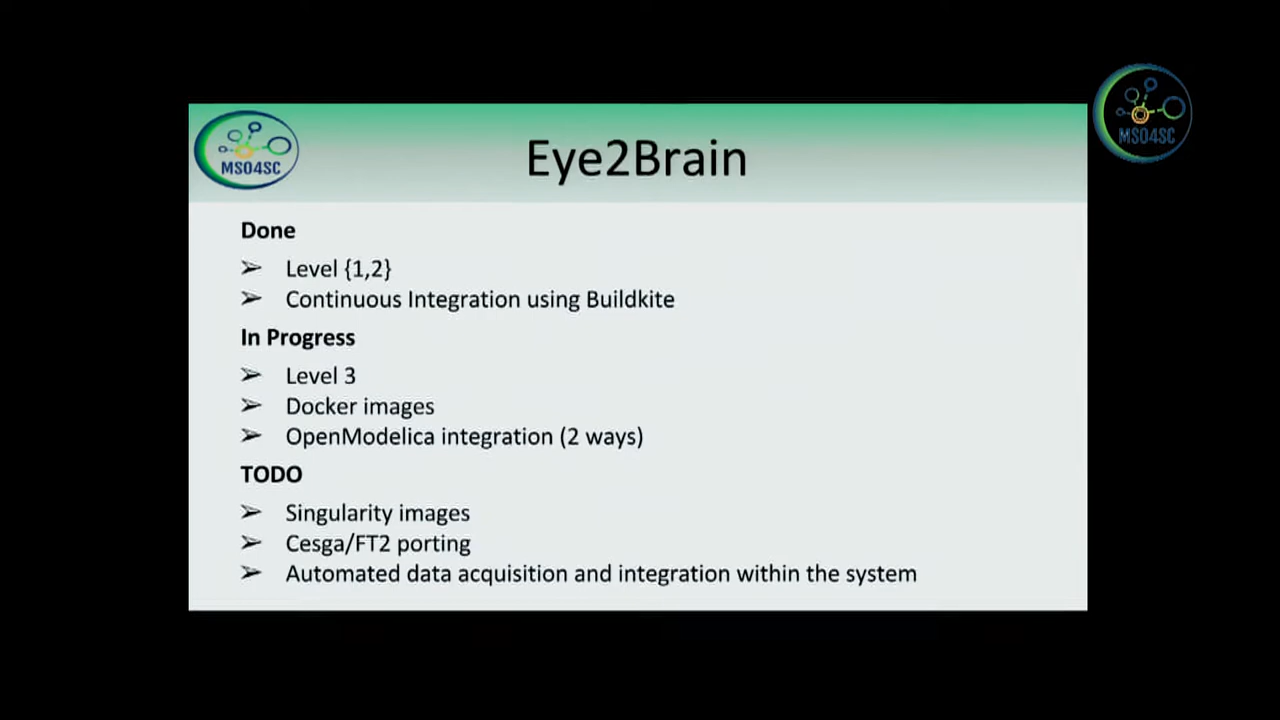 MSO4SC
MSO4SC
Eye2Brain
Done
➢ Level {1,2}
➢ Continuous Integration using Buildkite
In Progress
➢ Level 3
➢ Docker images
➢ OpenModelica integration (2 ways)
TODO
➢ Singularity images
➢ Cesga/FT2 porting
➢ Automated data acquisition and integration within the system